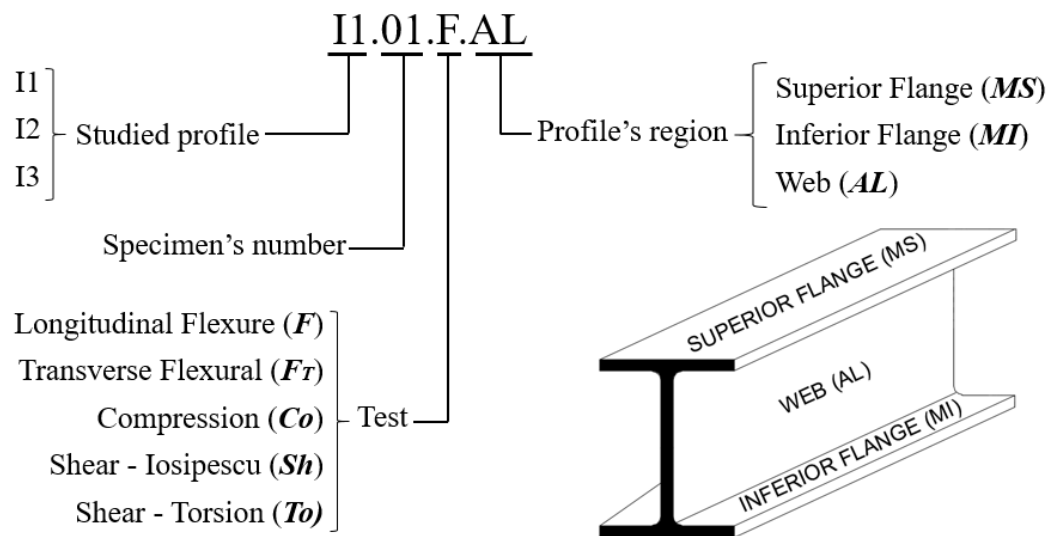 I1.01.F.AL
I1
I2
I3
Studied profile
Profile's region
Superior Flange (MS)
Inferior Flange (MI)
Web (AL)
Specimen's number
Longitudinal Flexure (F)
Transverse Flexural (FT)
Compression (Co)
Shear - Iosipescu (Sh)
Shear - Torsion (To)
Test
SUPERIOR FLANGE (MS)
WEB (AL)
INFERIOR FLANGE (MI)